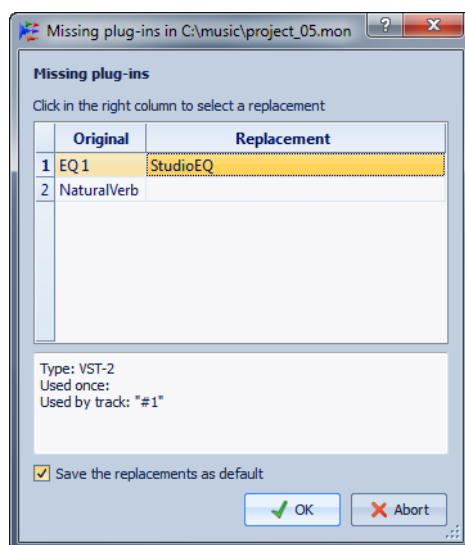 Missing plug-ins in C:\music\project_05.mon
?
X
Missing plug-ins
Click in the right column to select a replacement
Original Replacement
1 EQ 1 StudioEQ
2 NaturalVerb
Type: VST-2
Used once:
Used by track: "#1"
Save the replacements as default
OK Abort